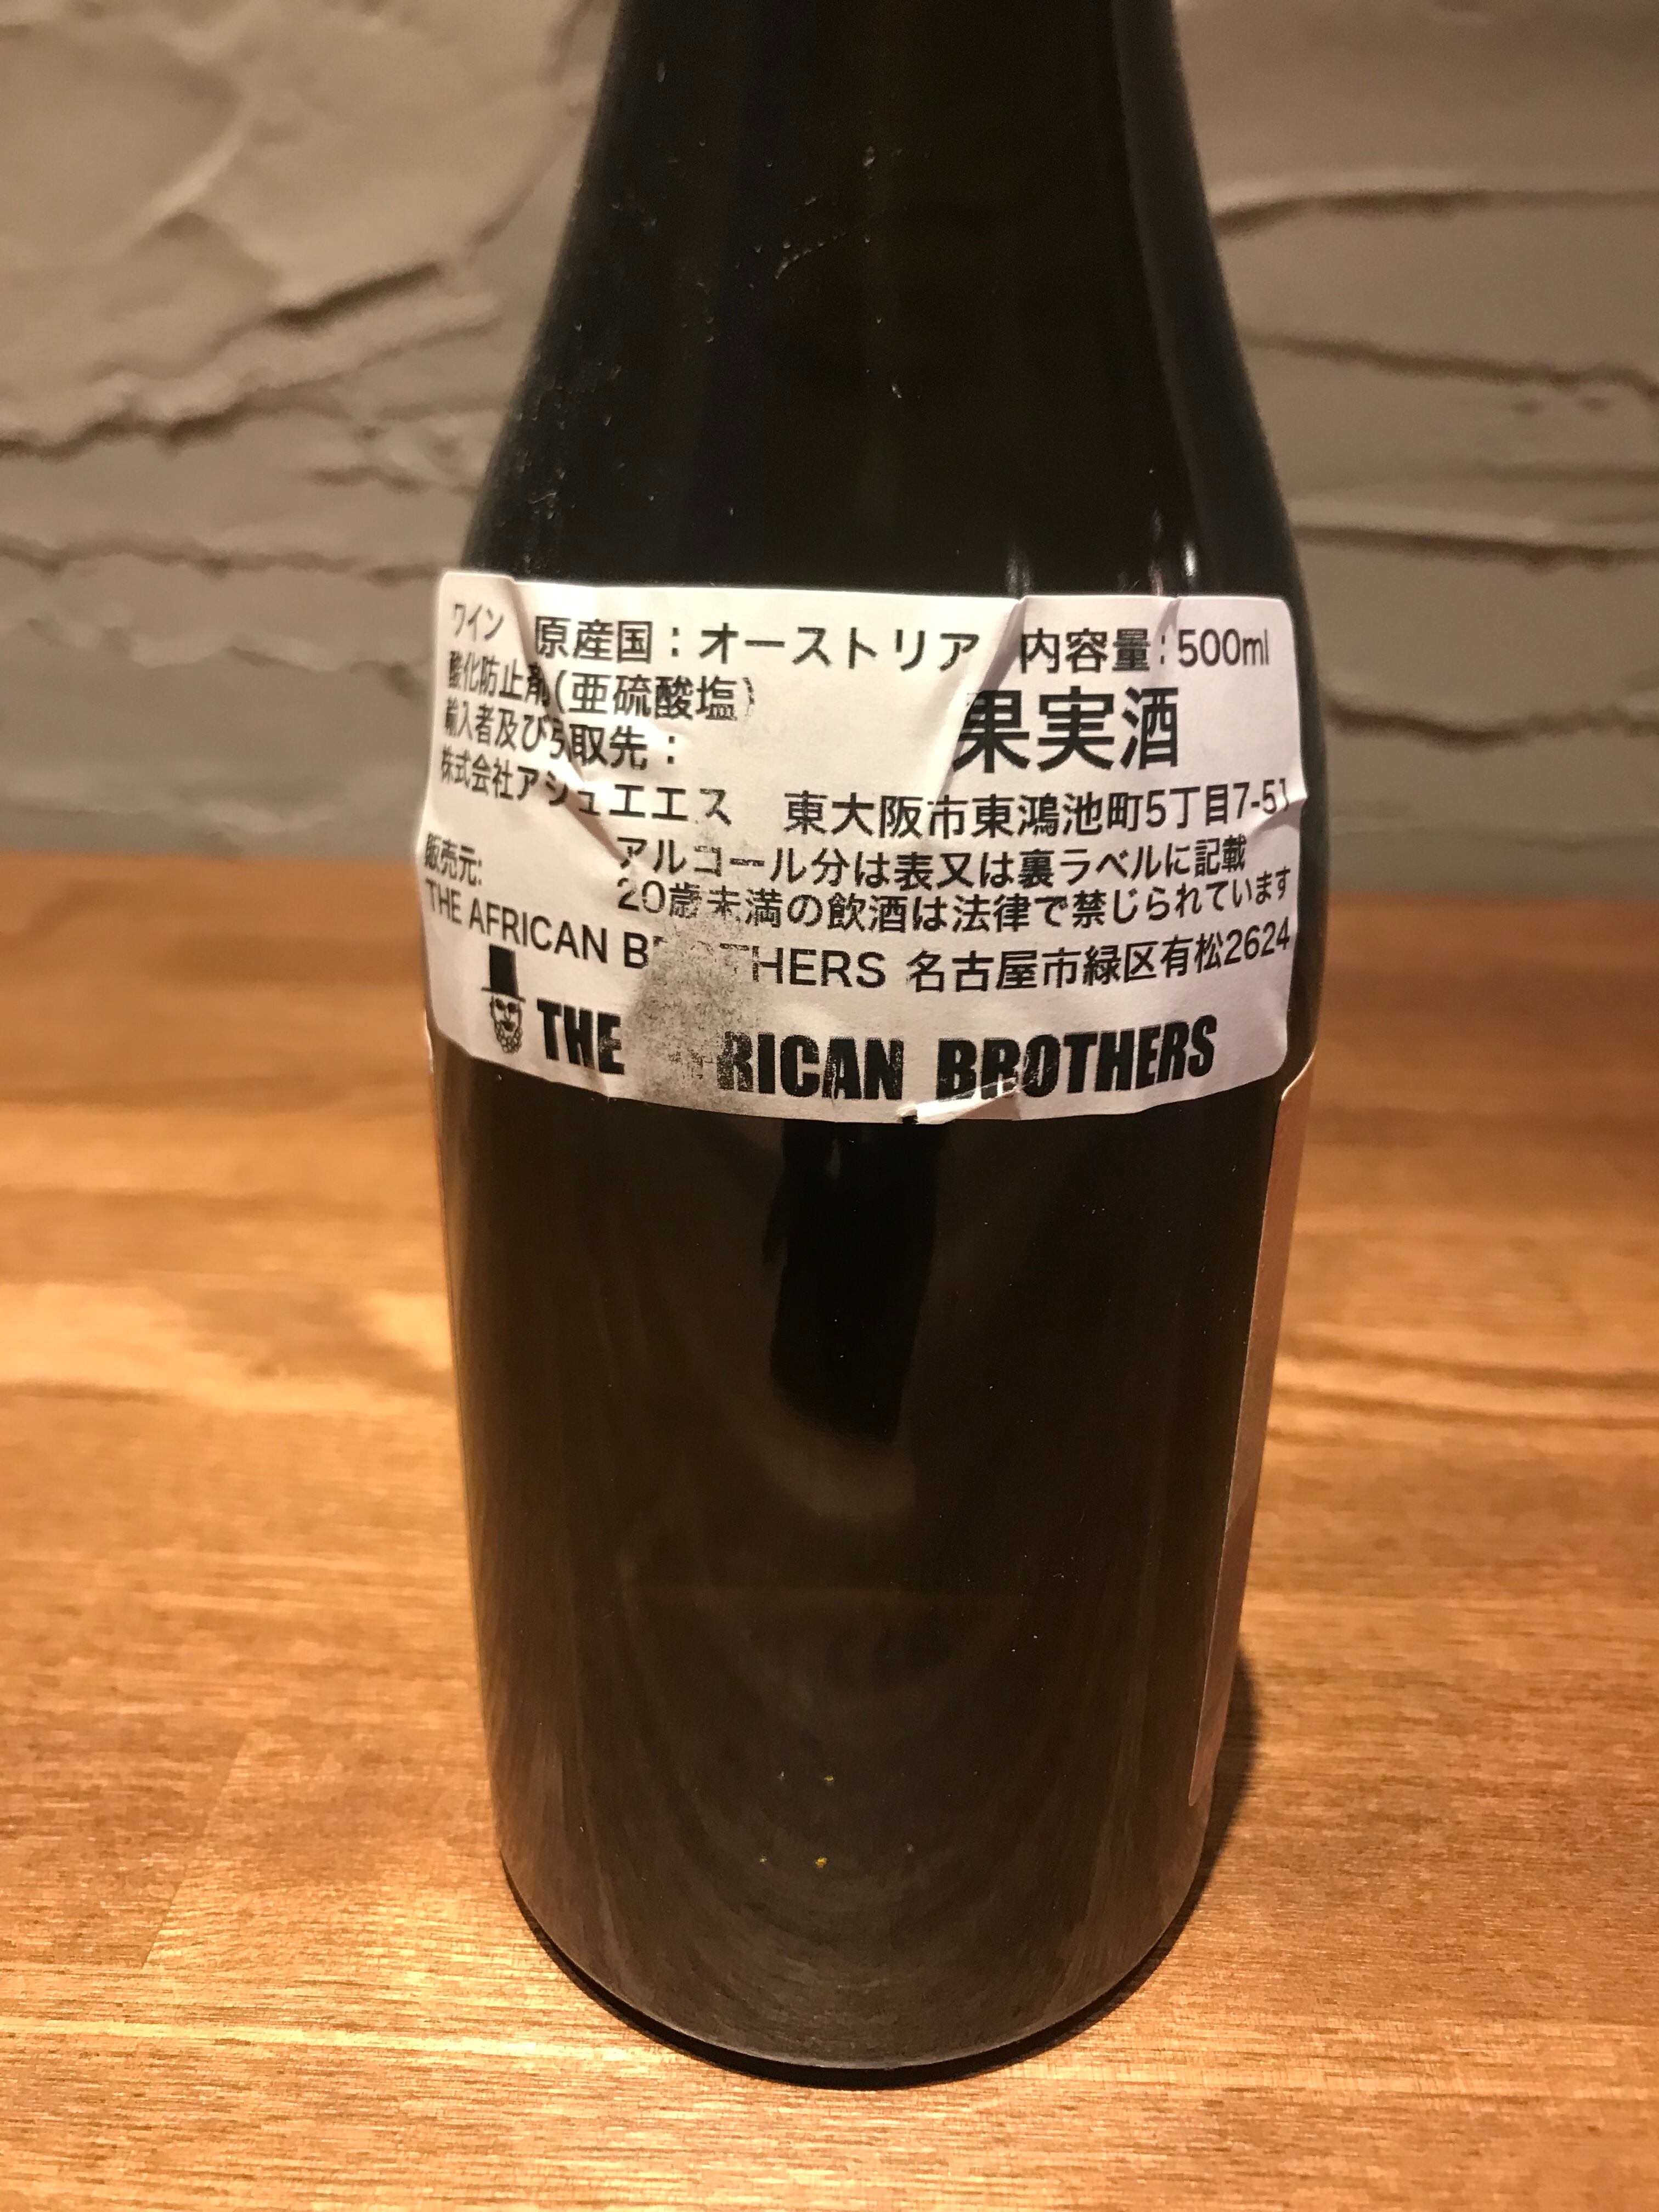 ワイン 原産国：オーストリア 内容量：500ml
酸化防止剤(亜硫酸塩)
果実酒
輸入者及び引取先：
株式会社アシュエエス 東大阪市東鴻池町5丁目7-51
アルコール分は表又は裏ラベルに記載
販売元:
20歳未満の飲酒は法律で禁じられています
THE AFRICAN BROTHERS 名古屋市緑区有松2624
THE AFRICAN BROTHERS